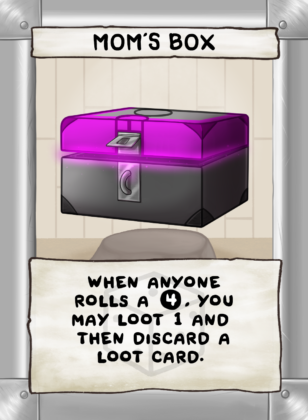 MOM'S BOX
WHEN ANYONE
ROLLS A 4, YOU
MAY LOOT 1 AND
THEN DISCARD A
LOOT CARD.